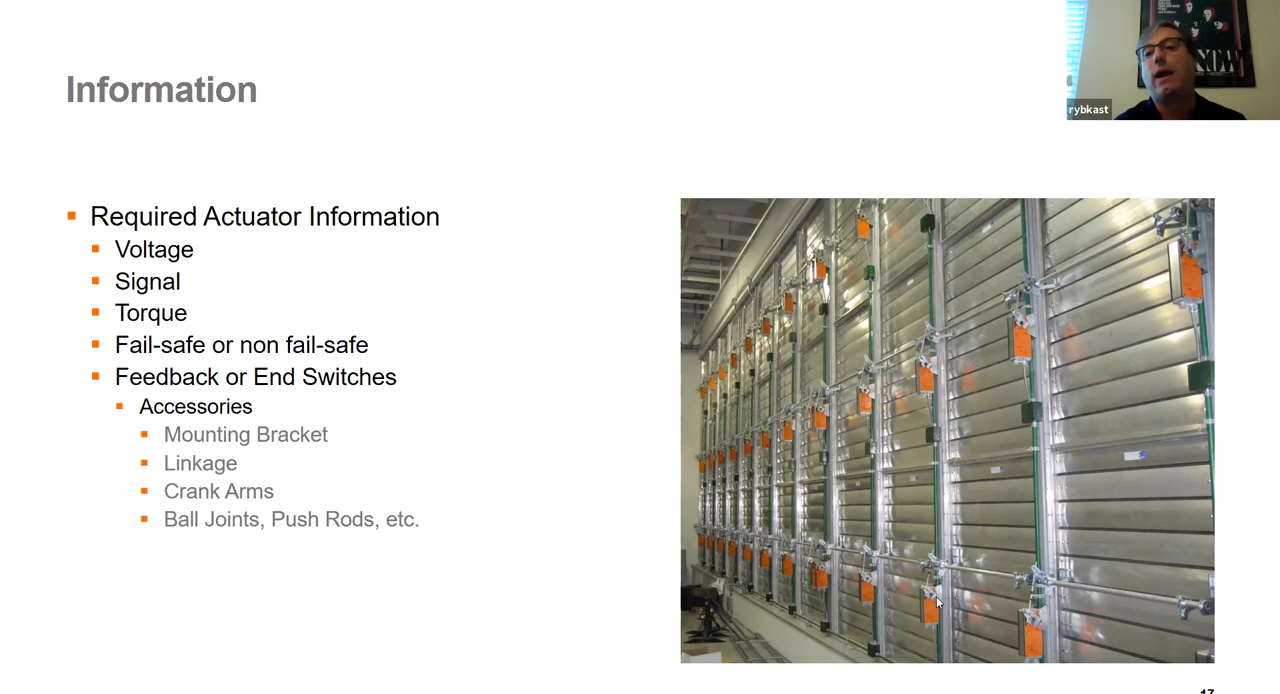 Information
rybkast
NOW
Required Actuator Information
Voltage
Signal
Torque
Fail-safe or non fail-safe
Feedback or End Switches
Accessories
Mounting Bracket
Linkage
Crank Arms
Ball Joints, Push Rods, etc.